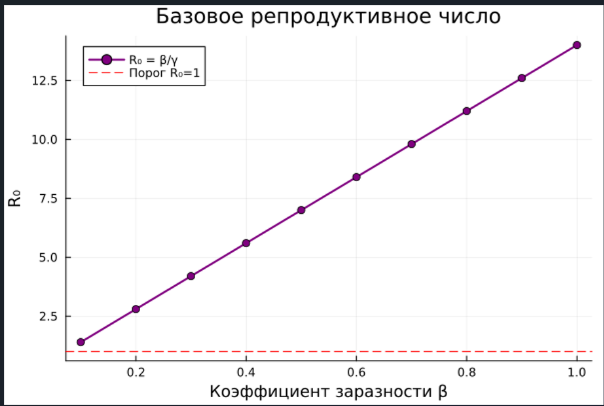 Базовое репродуктивное число
R₀ = β/γ
Порог R₀=1
12.5
10.0
7.5
5.0
2.5
R₀
0.2 0.4 0.6 0.8 1.0
Коэффициент заразности β